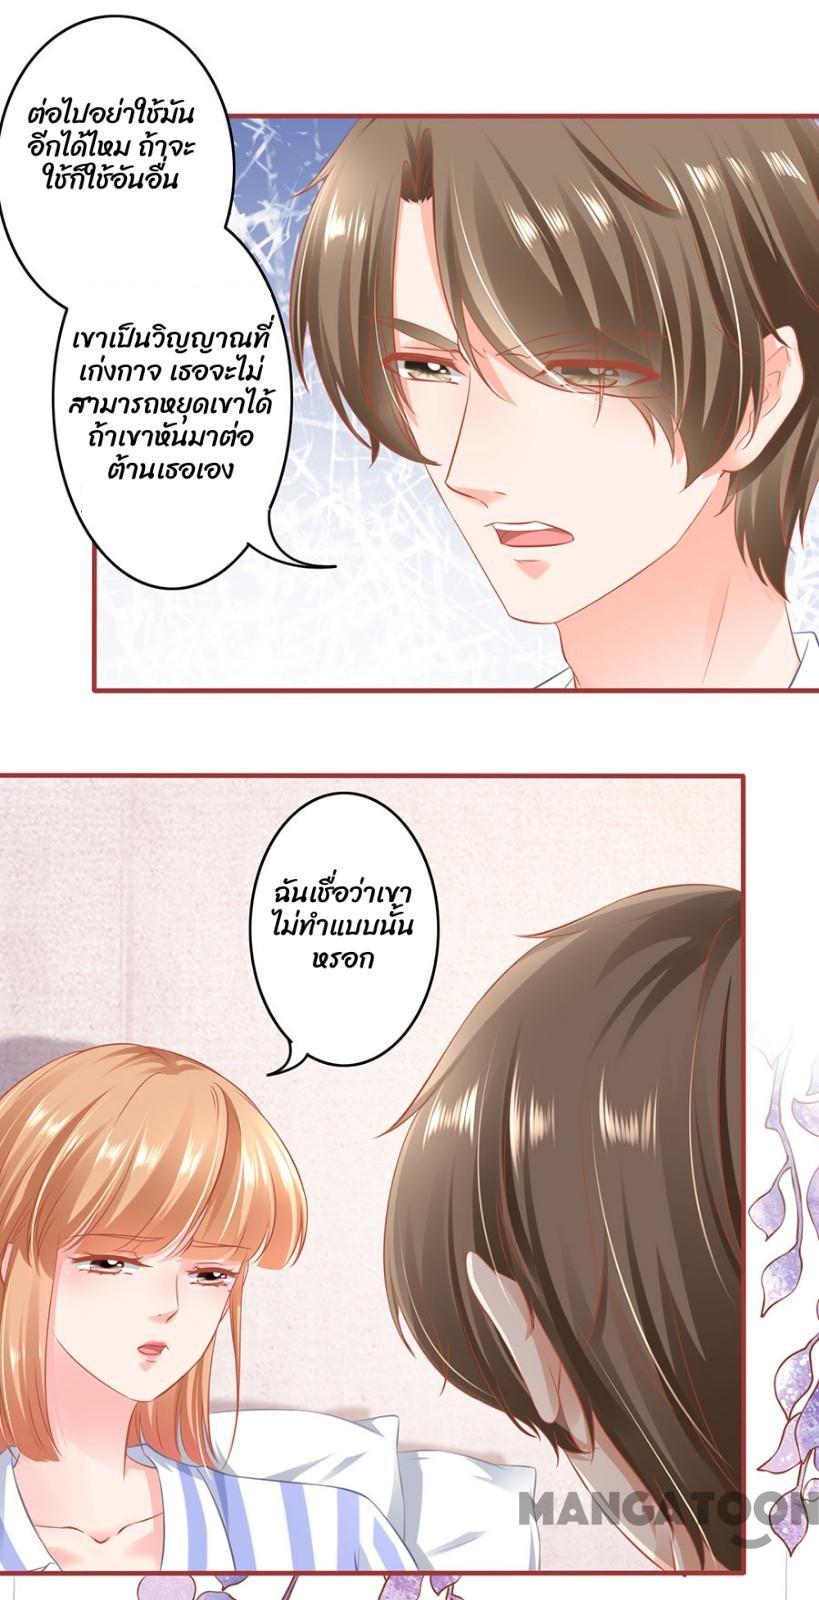 ต่อไปอย่าใช้มัน
อีกได้ไหม ถ้าจะ
ใช้ก็ใช้อันอื่น
เขาเป็นวิญญาณที่
เก่งกาจ เธอจะไม่
สามารถหยุดเขาได้
ถ้าเขาหันมาต่อ
ต้านเธอเอง
ฉันเชื่อว่าเขา
ไม่ทำแบบนั้น
หรอก
MANGATOON